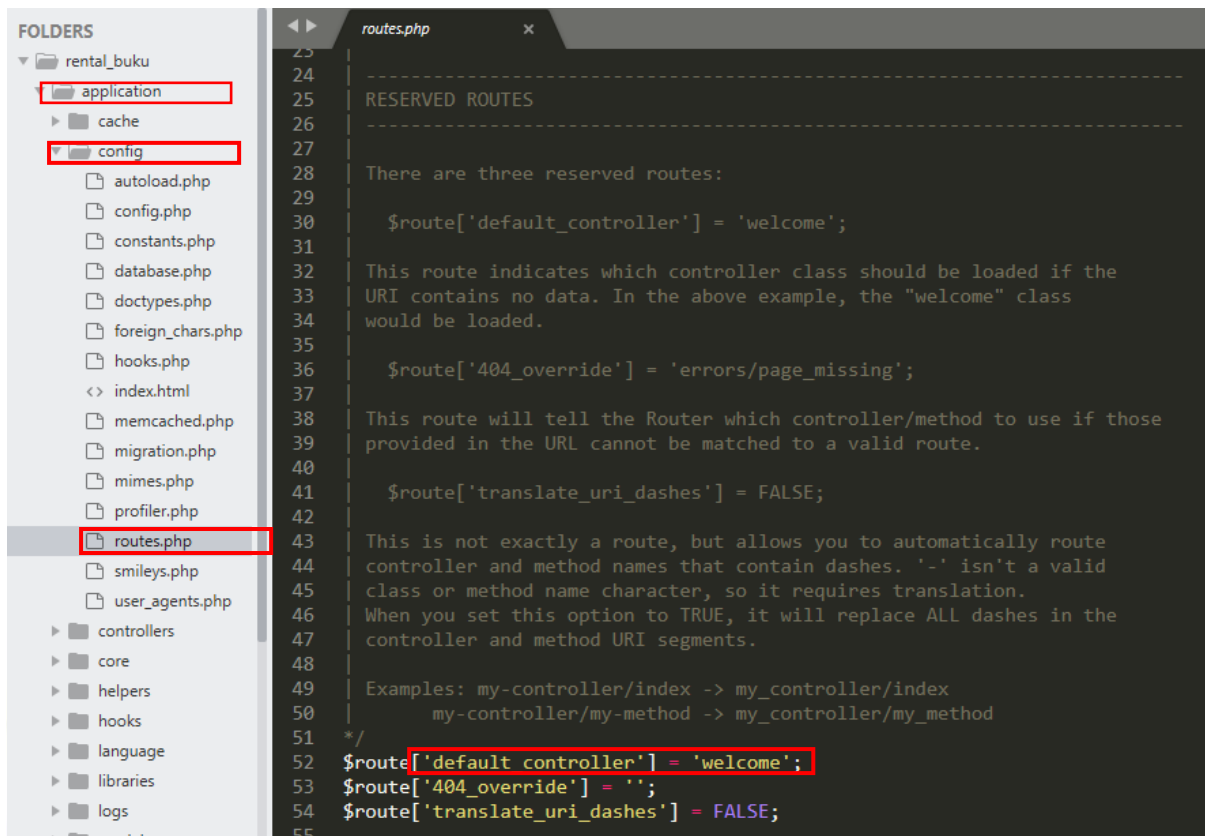 FOLDERS
rental_buku
application
cache
config
autoload.php
config.php
constants.php
database.php
doctypes.php
foreign_chars.php
hooks.php
index.html
memcached.php
migration.php
mimes.php
profiler.php
routes.php
smileys.php
user_agents.php
controllers
core
helpers
hooks
language
libraries
logs
routes.php ×
23 |
24 | -------------------------------------------------------------------------
25 | RESERVED ROUTES
26 | -------------------------------------------------------------------------
27 |
28 | There are three reserved routes:
29 |
30 |   $route['default_controller'] = 'welcome';
31 |
32 | This route indicates which controller class should be loaded if the
33 | URI contains no data. In the above example, the "welcome" class
34 | would be loaded.
35 |
36 |   $route['404_override'] = 'errors/page_missing';
37 |
38 | This route will tell the Router which controller/method to use if those
39 | provided in the URL cannot be matched to a valid route.
40 |
41 |   $route['translate_uri_dashes'] = FALSE;
42 |
43 | This is not exactly a route, but allows you to automatically route
44 | controller and method names that contain dashes. '-' isn't a valid
45 | class or method name character, so it requires translation.
46 | When you set this option to TRUE, it will replace ALL dashes in the
47 | controller and method URI segments.
48 |
49 | Examples: my-controller/index -> my_controller/index
50 |       my-controller/my-method -> my_controller/my_method
51 */
52 $route['default_controller'] = 'welcome';
53 $route['404_override'] = '';
54 $route['translate_uri_dashes'] = FALSE;
55